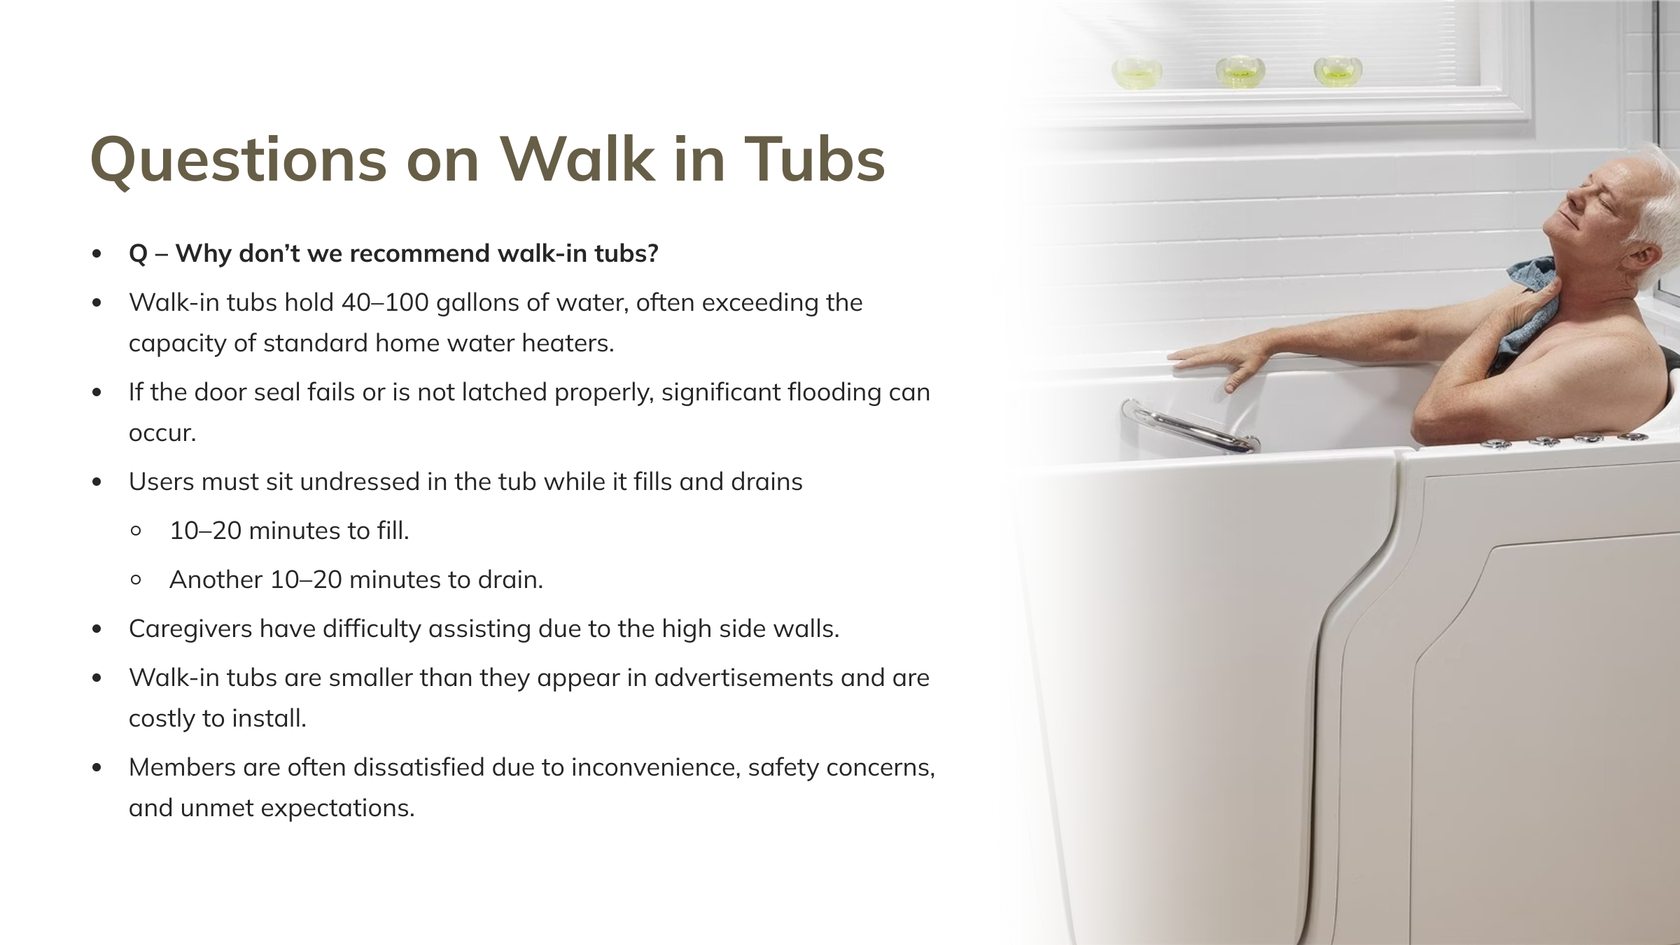 Questions on Walk in Tubs
• Q – Why don’t we recommend walk-in tubs?
• Walk-in tubs hold 40–100 gallons of water, often exceeding the
capacity of standard home water heaters.
• If the door seal fails or is not latched properly, significant flooding can
occur.
• Users must sit undressed in the tub while it fills and drains
○ 10–20 minutes to fill.
○ Another 10–20 minutes to drain.
• Caregivers have difficulty assisting due to the high side walls.
• Walk-in tubs are smaller than they appear in advertisements and are
costly to install.
• Members are often dissatisfied due to inconvenience, safety concerns,
and unmet expectations.